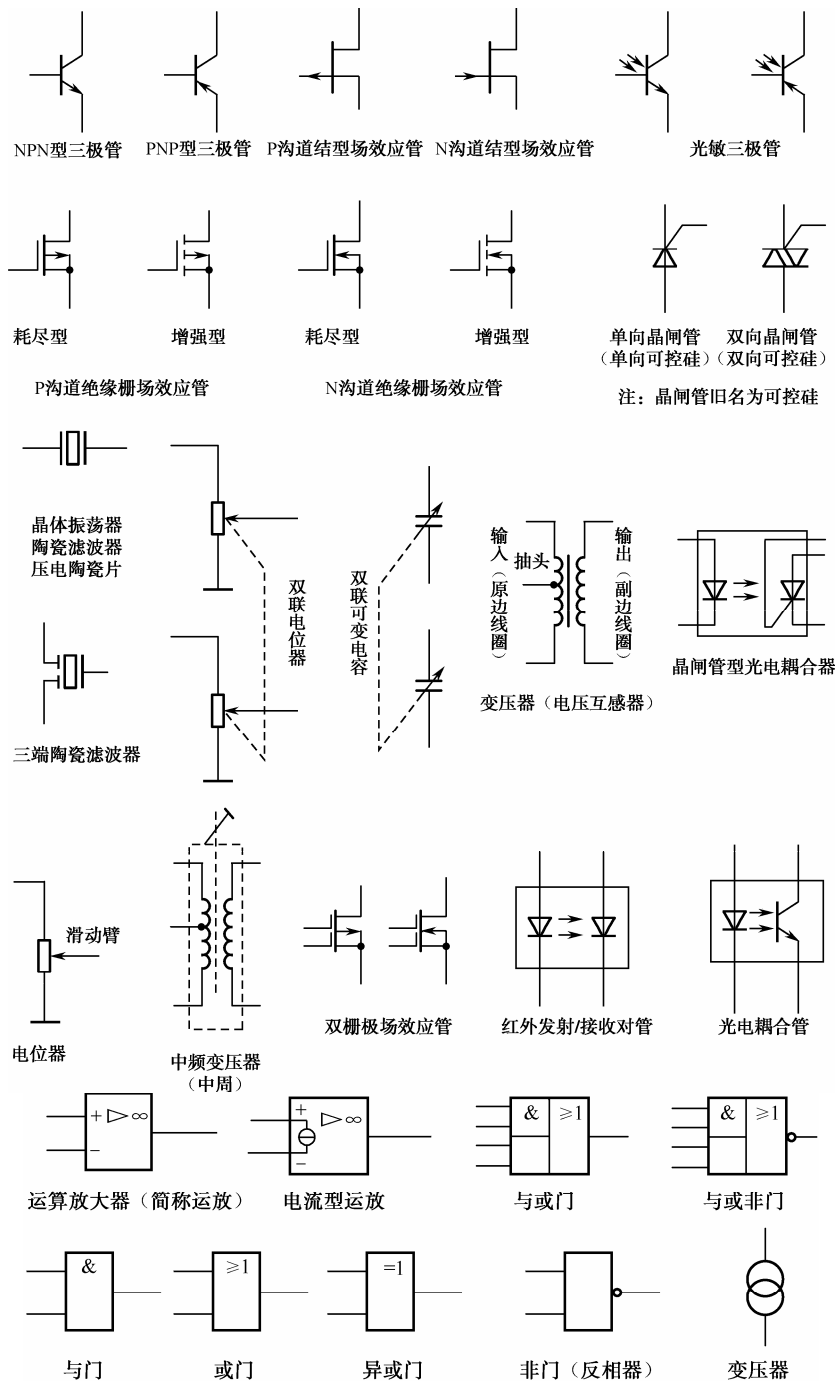 NPN型三极管
PNP型三极管
P沟道结型场效应管
N沟道结型场效应管
光敏三极管
耗尽型
增强型
耗尽型
增强型
P沟道绝缘栅场效应管
N沟道绝缘栅场效应管
单向晶闸管
（单向可控硅）
双向晶闸管
（双向可控硅）
注：晶闸管旧名为可控硅
晶体振荡器
陶瓷滤波器
压电陶瓷片
三端陶瓷滤波器
双联电位器
双联可变电容
输入（原边线圈）
抽头
输出（副边线圈）
变压器（电压互感器）
晶闸管型光电耦合器
滑动臂
电位器
中频变压器
（中周）
双栅极场效应管
红外发射/接收对管
光电耦合管
+ ▷ ∞
−
运算放大器（简称运放）
+
▷ ∞
−
电流型运放
& ≥1
与或门
& ≥1
与或非门
&
与门
≥1
或门
=1
异或门
非门（反相器）
变压器